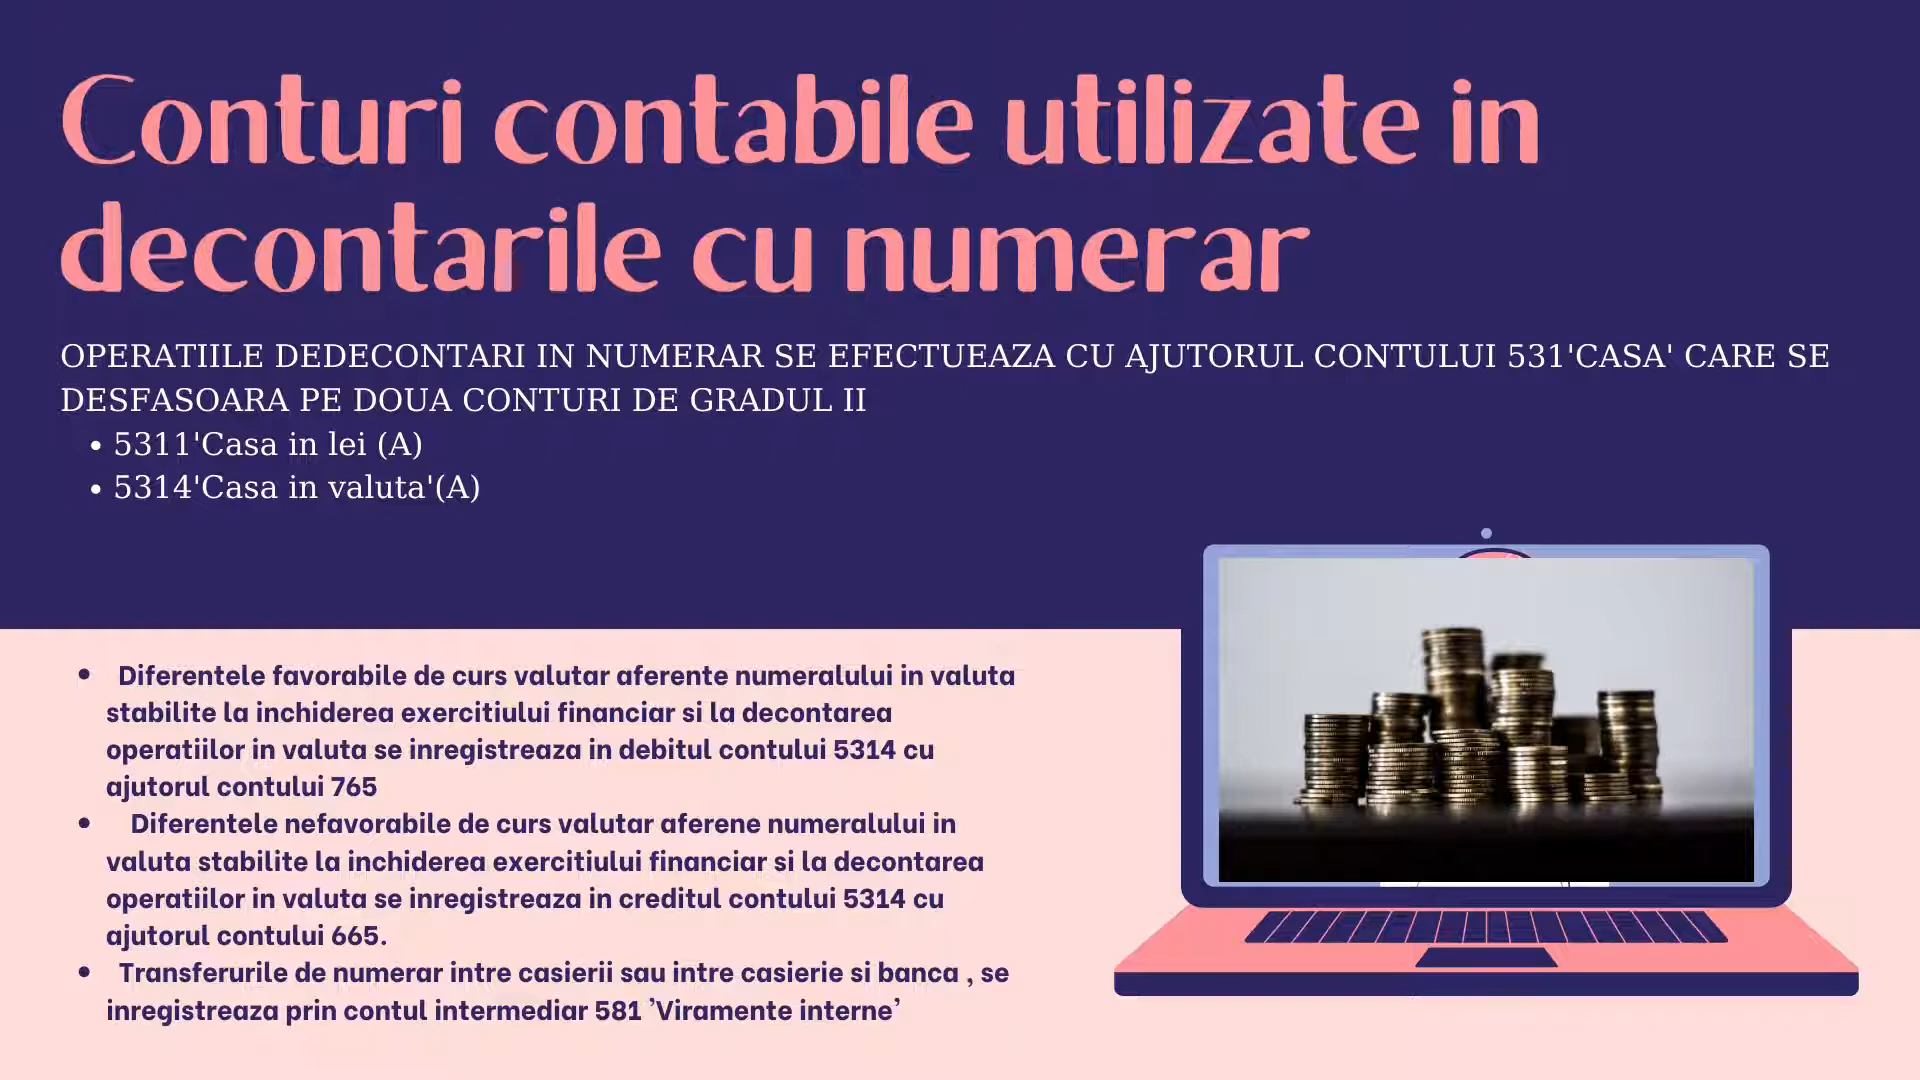 Conturi contabile utilizate in
decontarile cu numerar
OPERATIILE DEDECONTARI IN NUMERAR SE EFECTUEAZA CU AJUTORUL CONTULUI 531'CASA' CARE SE
DESFASOARA PE DOUA CONTURI DE GRADUL II
• 5311'Casa in lei (A)
• 5314'Casa in valuta'(A)
• Diferentele favorabile de curs valutar aferente numeralului in valuta
stabilite la inchiderea exercitiului financiar si la decontarea
operatiilor in valuta se inregistreaza in debitul contului 5314 cu
ajutorul contului 765
• Diferentele nefavorabile de curs valutar aferene numeralului in
valuta stabilite la inchiderea exercitiului financiar si la decontarea
operatiilor in valuta se inregistreaza in creditul contului 5314 cu
ajutorul contului 665.
• Transferurile de numerar intre casierii sau intre casierie si banca , se
inregistreaza prin contul intermediar 581 'Viramente interne'